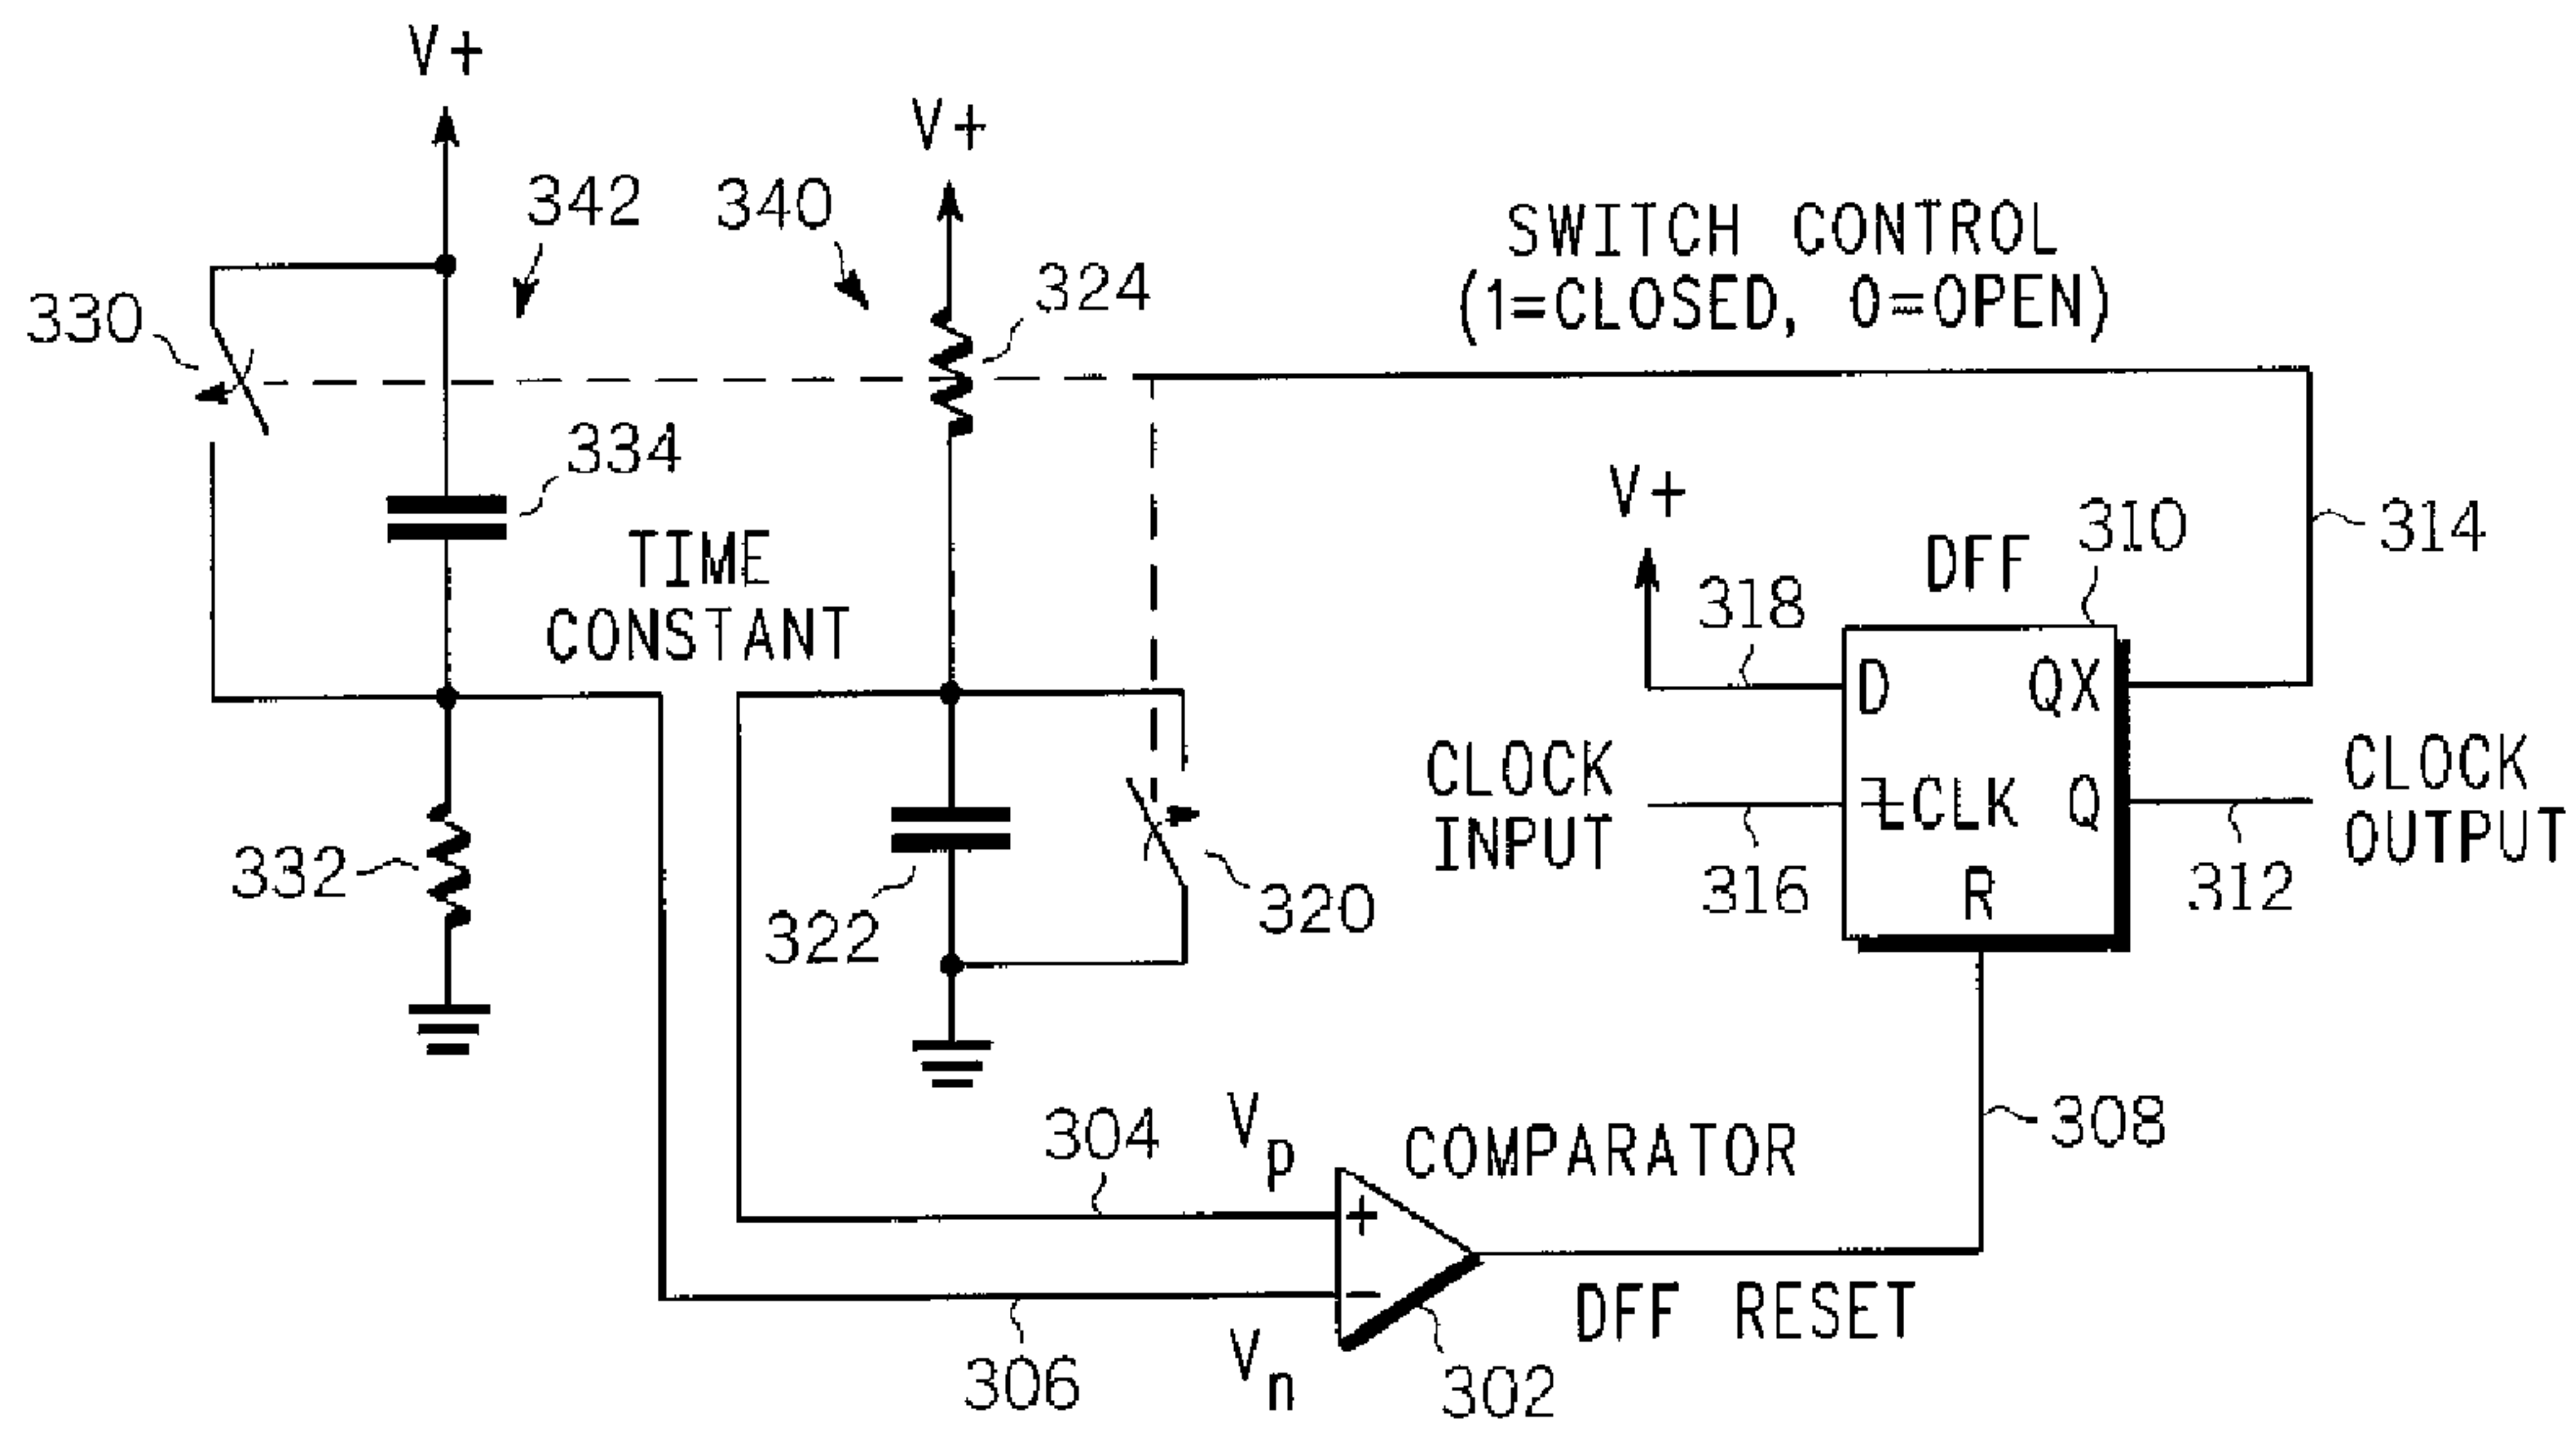 V+
V+
342
340
SWITCH CONTROL
(1=CLOSED, 0=OPEN)
330
324
334
V+
310
314
DFF
TIME
CONSTANT
318
D
QX
CLOCK
INPUT
CLK
Q
CLOCK
OUTPUT
316
R
312
332
322
320
304
Vp
COMPARATOR
308
+
−
306
Vn
302
DFF RESET